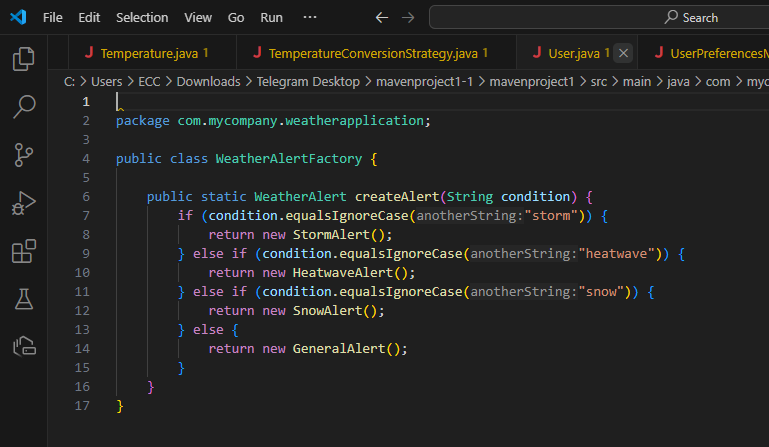 File Edit Selection View Go Run ··· ← → Search
J Temperature.java 1 J TemperatureConversionStrategy.java 1 J User.java 1 × J UserPreferencesM
C: > Users > ECC > Downloads > Telegram Desktop > mavenproject1-1 > mavenproject1 > src > main > java > com > myc
1
2 package com.mycompany.weatherapplication;
3
4 public class WeatherAlertFactory {
5
6 public static WeatherAlert createAlert(String condition) {
7 if (condition.equalsIgnoreCase(anotherString:"storm")) {
8 return new StormAlert();
9 } else if (condition.equalsIgnoreCase(anotherString:"heatwave")) {
10 return new HeatwaveAlert();
11 } else if (condition.equalsIgnoreCase(anotherString:"snow")) {
12 return new SnowAlert();
13 } else {
14 return new GeneralAlert();
15 }
16 }
17 }